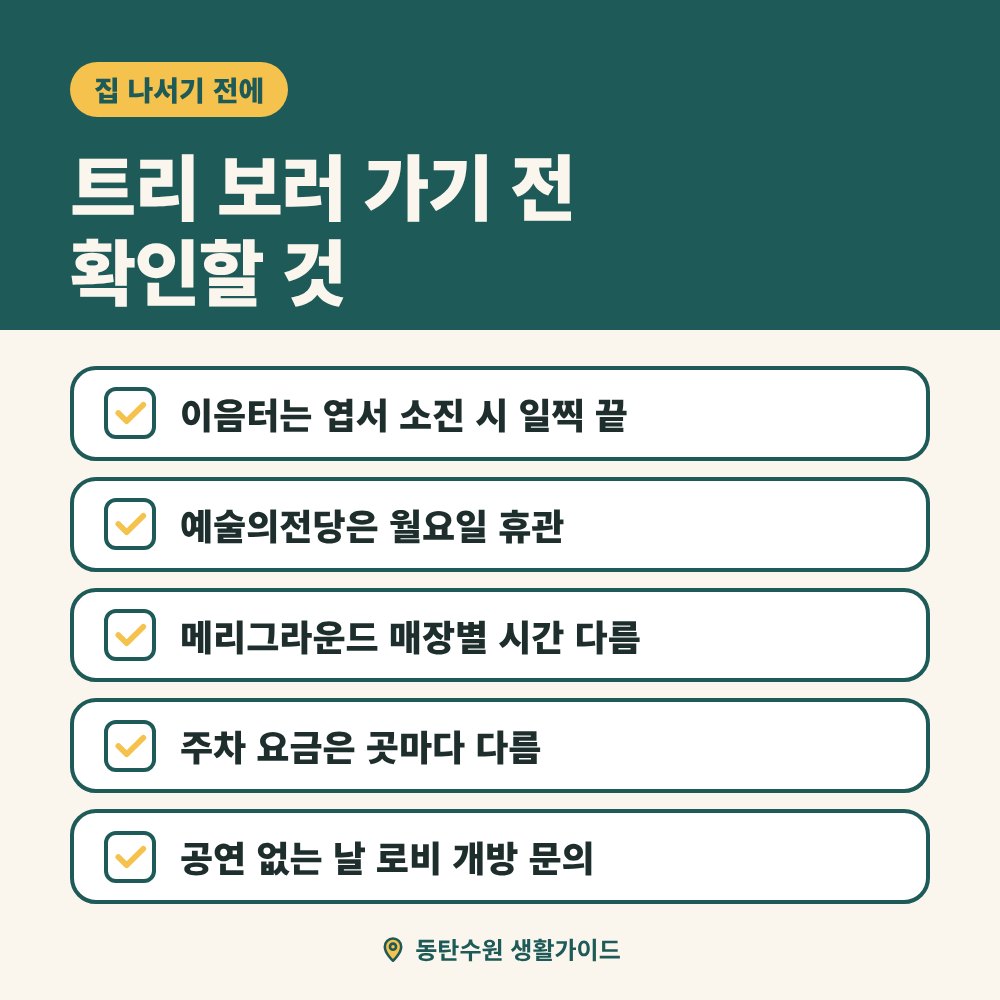 집 나서기 전에
트리 보러 가기 전
확인할 것
이음터는 엽서 소진 시 일찍 끝
예술의전당은 월요일 휴관
메리그라운드 매장별 시간 다름
주차 요금은 곳마다 다름
공연 없는 날 로비 개방 문의
동탄수원 생활가이드